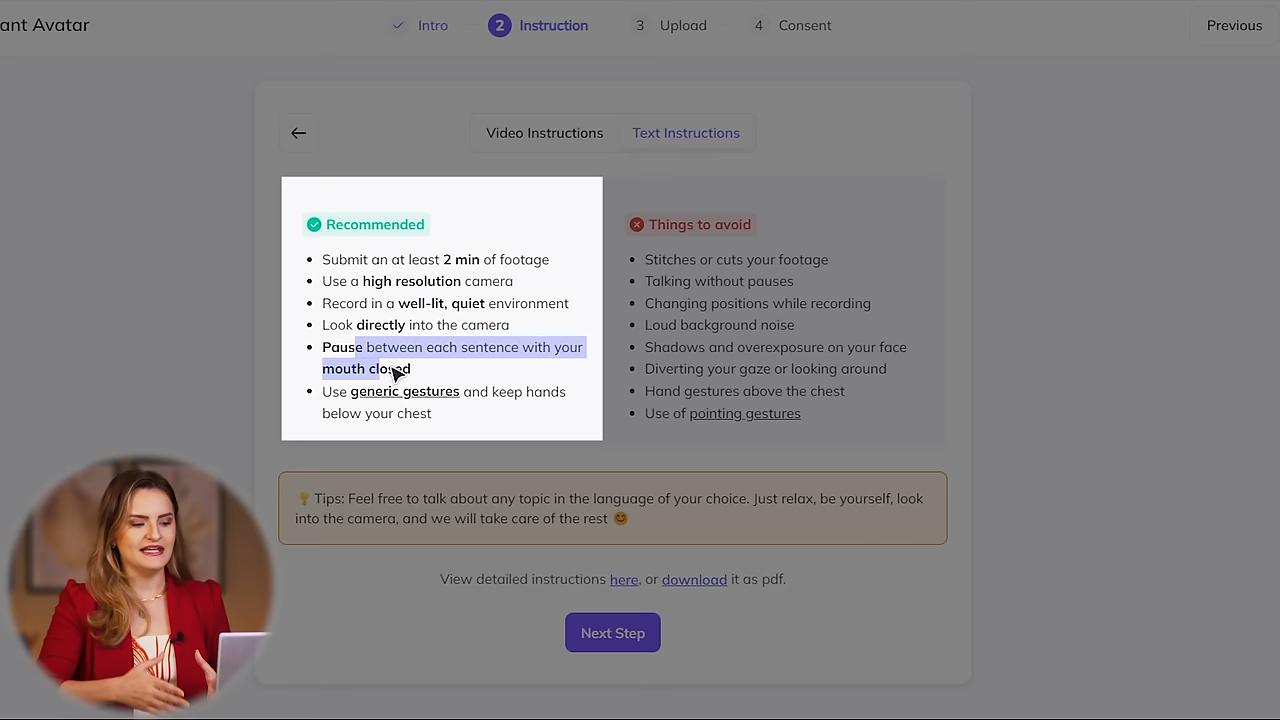 ant Avatar
Intro
2 Instruction
3 Upload
4 Consent
Previous
Video Instructions
Text Instructions
Recommended
• Submit an at least 2 min of footage
• Use a high resolution camera
• Record in a well-lit, quiet environment
• Look directly into the camera
• Pause between each sentence with your
mouth closed
• Use generic gestures and keep hands
below your chest
Things to avoid
• Stitches or cuts your footage
• Talking without pauses
• Changing positions while recording
• Loud background noise
• Shadows and overexposure on your face
• Diverting your gaze or looking around
• Hand gestures above the chest
• Use of pointing gestures
💡 Tips: Feel free to talk about any topic in the language of your choice. Just relax, be yourself, look
into the camera, and we will take care of the rest 😊
View detailed instructions here, or download it as pdf.
Next Step